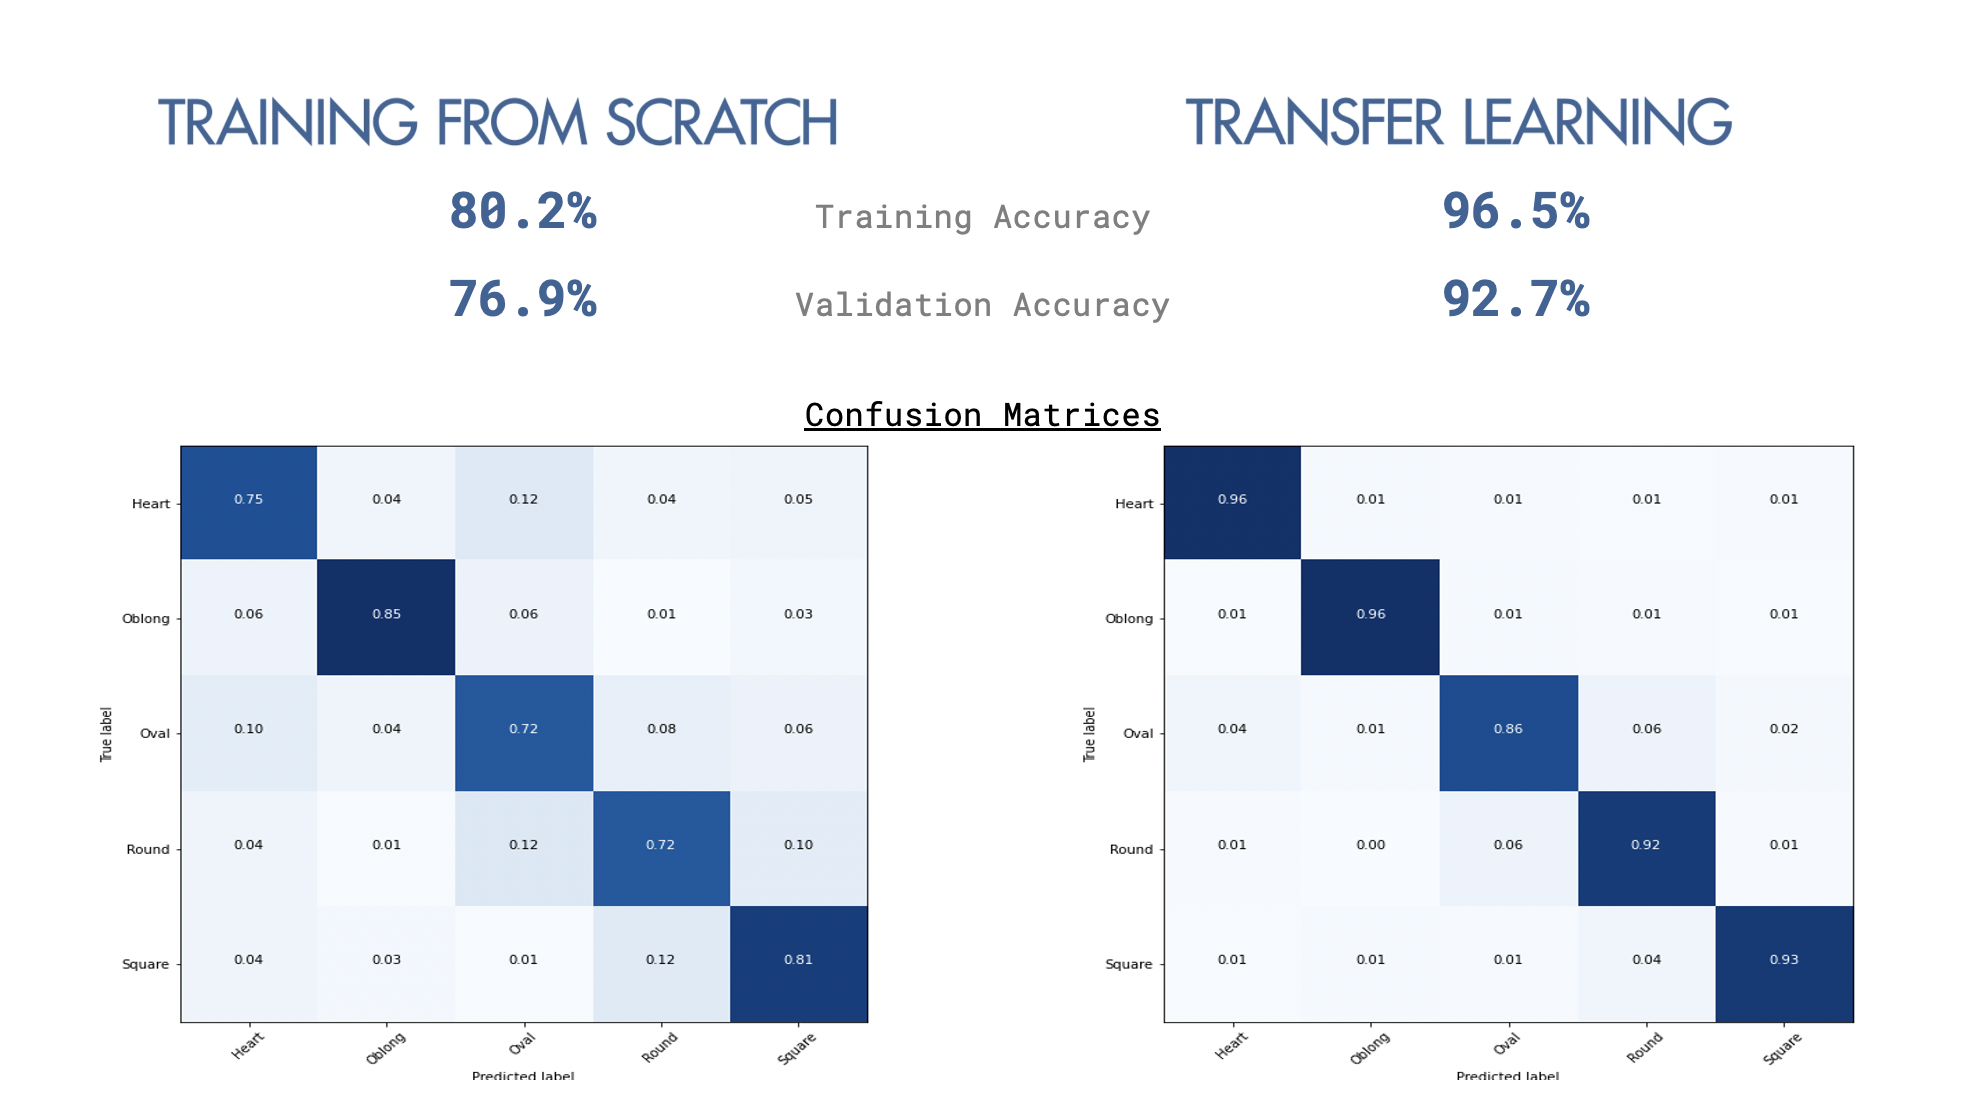 TRAINING FROM SCRATCH
TRANSFER LEARNING
80.2% Training Accuracy 96.5%
76.9% Validation Accuracy 92.7%
Confusion Matrices
True label
Heart 0.75 0.04 0.12 0.04 0.05
Oblong 0.06 0.85 0.06 0.01 0.03
Oval 0.10 0.04 0.72 0.08 0.06
Round 0.04 0.01 0.12 0.72 0.10
Square 0.04 0.03 0.01 0.12 0.81
Heart Oblong Oval Round Square
Predicted label
True label
Heart 0.96 0.01 0.01 0.01 0.01
Oblong 0.01 0.96 0.01 0.01 0.01
Oval 0.04 0.01 0.86 0.06 0.02
Round 0.01 0.00 0.06 0.92 0.01
Square 0.01 0.01 0.01 0.04 0.93
Heart Oblong Oval Round Square
Predicted label